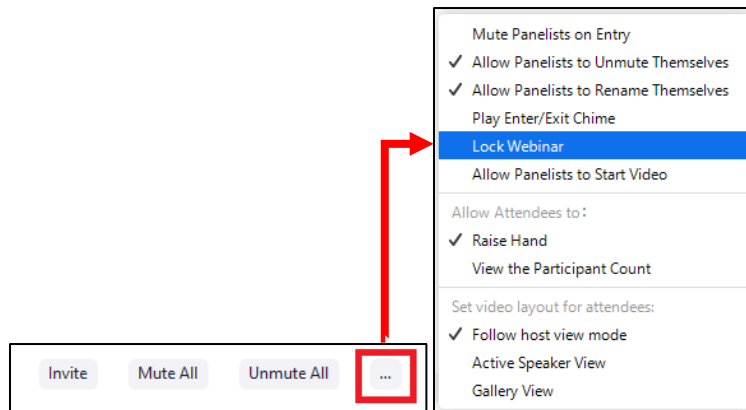 Mute Panelists on Entry
✓ Allow Panelists to Unmute Themselves
✓ Allow Panelists to Rename Themselves
Play Enter/Exit Chime
Lock Webinar
Allow Panelists to Start Video
Allow Attendees to:
✓ Raise Hand
View the Participant Count
Set video layout for attendees:
✓ Follow host view mode
Active Speaker View
Gallery View
Invite Mute All Unmute All ...